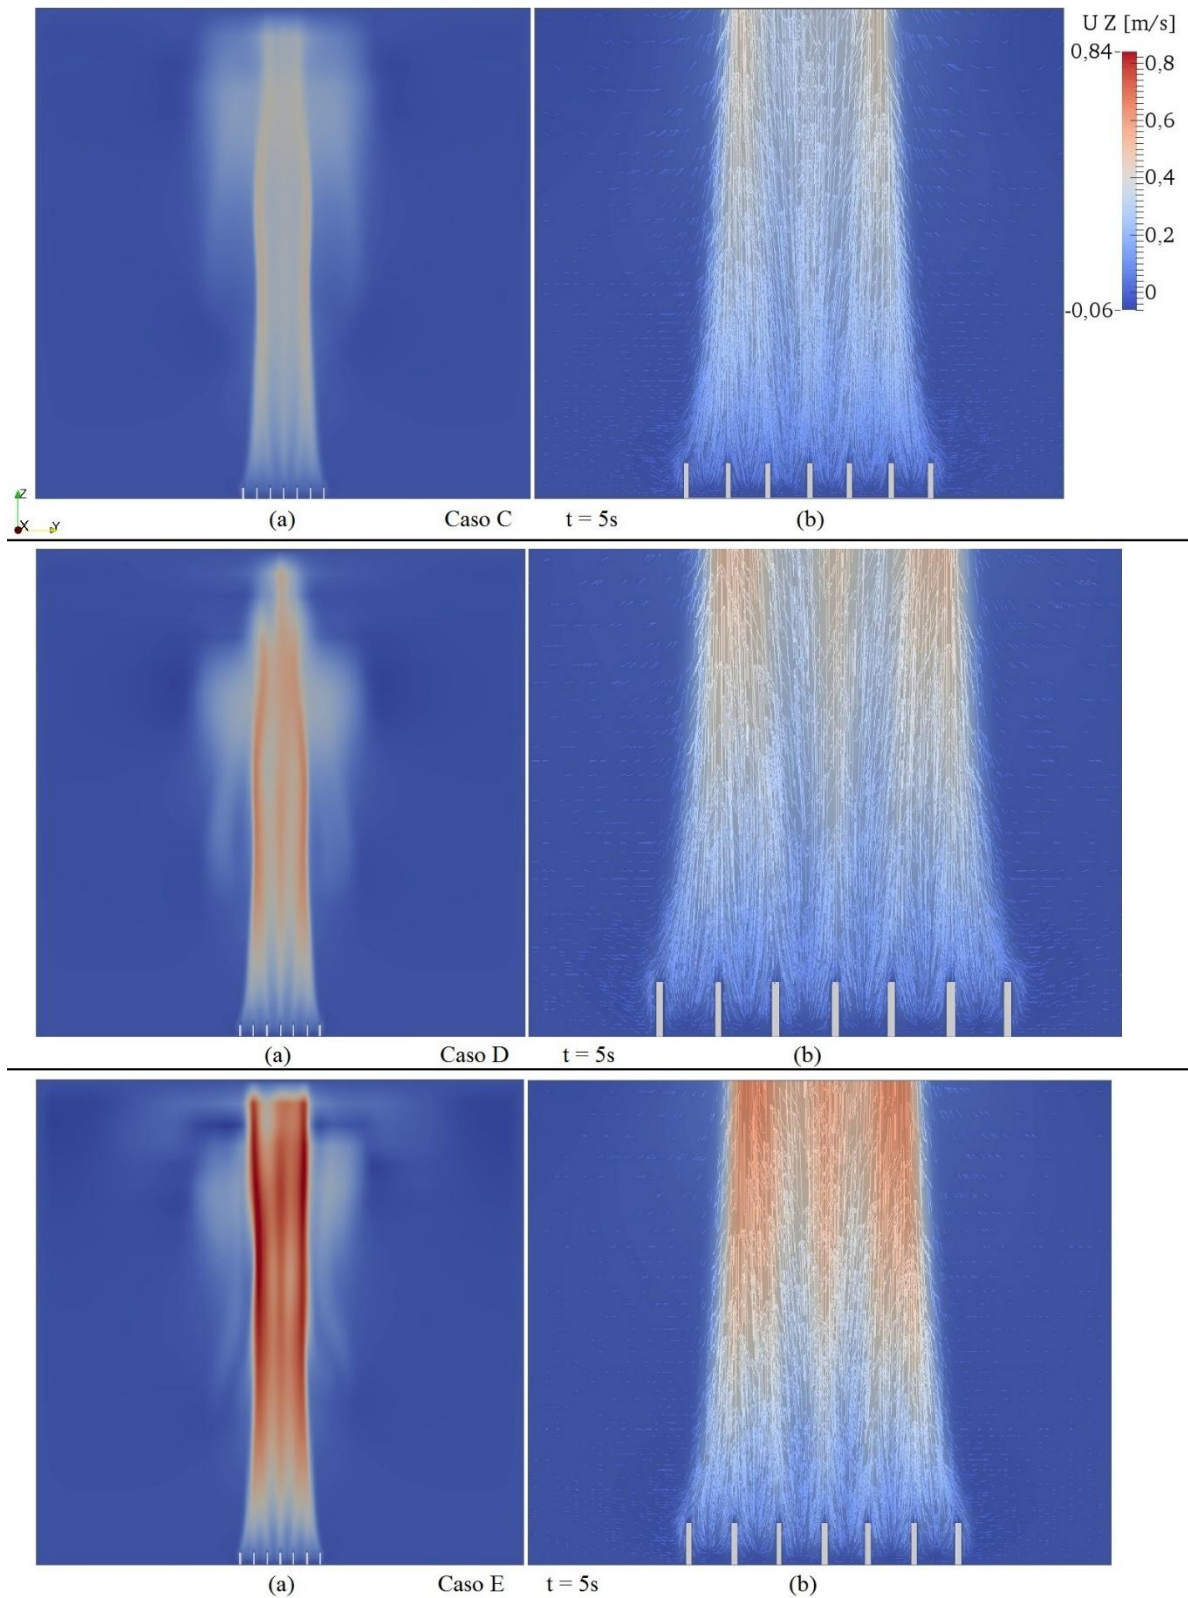 U Z [m/s]
0,84
0,8
0,6
0,4
0,2
0
-0,06
Z
X Y
(a) Caso C t = 5s (b)
(a) Caso D t = 5s (b)
(a) Caso E t = 5s (b)